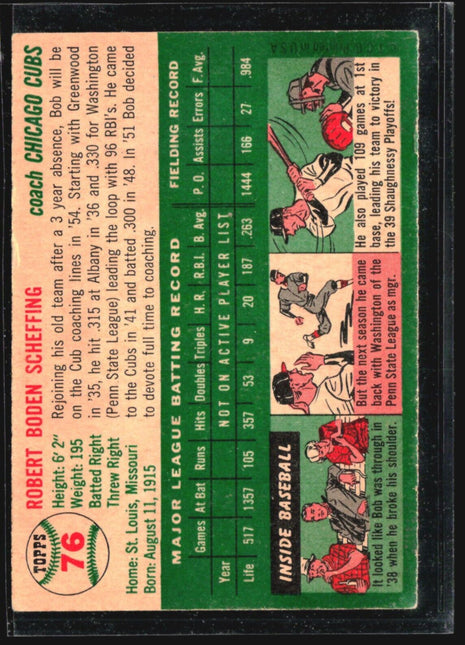 TOPPS
76
ROBERT BODEN SCHEFFING
coach CHICAGO CUBS
Height: 6' 2"
Weight: 195
Batted Right
Threw Right
Home: St. Louis, Missouri
Born: August 11, 1915
Rejoining his old team after a 3 year absence, Bob will be
on the Cub coaching lines in '54. Starting with Greenwood
in '35, he hit .315 at Albany in '36 and .330 for Washington
(Penn State League) leading the loop with 96 RBI's. He came
to the Cubs in '41 and batted .300 in '48. In '51 Bob decided
to devote full time to coaching.
MAJOR LEAGUE BATTING RECORD
FIELDING RECORD
Games At Bat Runs Hits Doubles Triples H.R. R.B.I. B. Avg. P.O. Assists Errors F. Avg.
Year NOT ON ACTIVE PLAYER LIST
Life 517 1357 105 357 53 9 20 187 .263 1444 166 27 .984
INSIDE BASEBALL
It looked like Bob was through in
'38 when he broke his shoulder.
But the next season he came
back with Washington of the
Penn State League as mgr.
He also played 109 games at 1st
base, leading his team to victory in
the 39 Shaughnessy Playoffs!